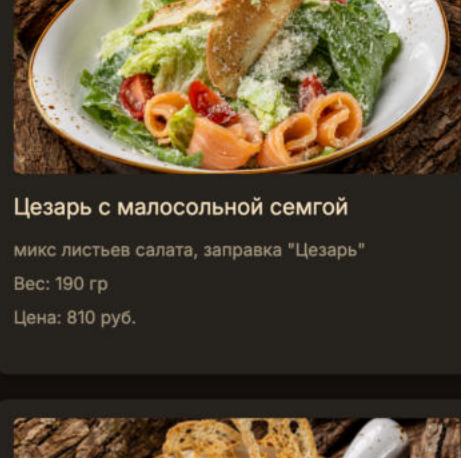 Цезарь с малосольной семгой
микс листьев салата, заправка "Цезарь"
Вес: 190 гр
Цена: 810 руб.